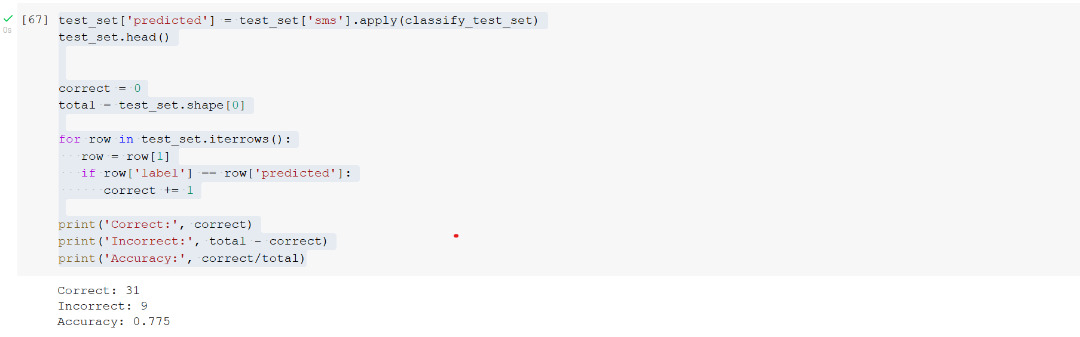 [67] test_set['predicted'] = test_set['sms'].apply(classify_test_set)
0s
test_set.head()
correct = 0
total = test_set.shape[0]
for row in test_set.iterrows():
row = row[1]
if row['label'] == row['predicted']:
correct += 1
print('Correct:', correct)
print('Incorrect:', total - correct)
print('Accuracy:', correct/total)
Correct: 31
Incorrect: 9
Accuracy: 0.775